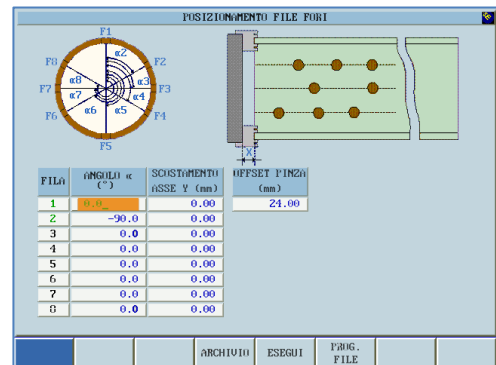 POSIZIONAMENTO FILE FORI
F1
α2
F8 F2
α8 α3
F7 F3
α7 α4
α6 α5
F6 F4
X
FILA ANGOLO α (°) SCOSTAMENTO ASSE Y (mm) OFFSET PINZA (mm)
1 0.0_ 0.00 24.00
2 -90.0 0.00
3 0.0 0.00
4 0.0 0.00
5 0.0 0.00
6 0.0 0.00
7 0.0 0.00
8 0.0 0.00
ARCHIVIO ESEGUI PROG. FILE